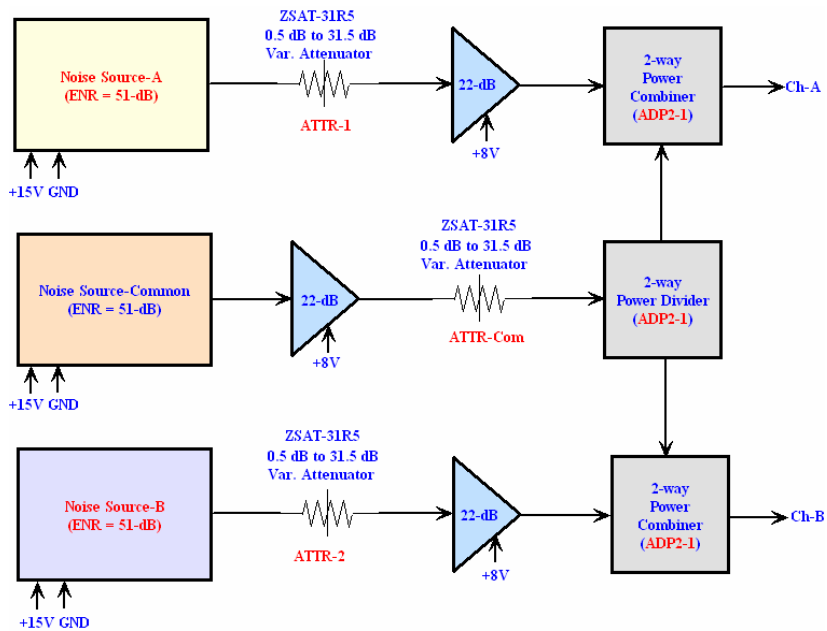 ZSAT-31R5
0.5 dB to 31.5 dB
Var. Attenuator
Noise Source-A
(ENR = 51-dB)
ATTR-1
22-dB
+8V
2-way
Power
Combiner
(ADP2-1)
Ch-A
+15V GND
ZSAT-31R5
0.5 dB to 31.5 dB
Var. Attenuator
Noise Source-Common
(ENR = 51-dB)
22-dB
+8V
ATTR-Com
2-way
Power Divider
(ADP2-1)
+15V GND
ZSAT-31R5
0.5 dB to 31.5 dB
Var. Attenuator
Noise Source-B
(ENR = 51-dB)
ATTR-2
22-dB
+8V
2-way
Power
Combiner
(ADP2-1)
Ch-B
+15V GND